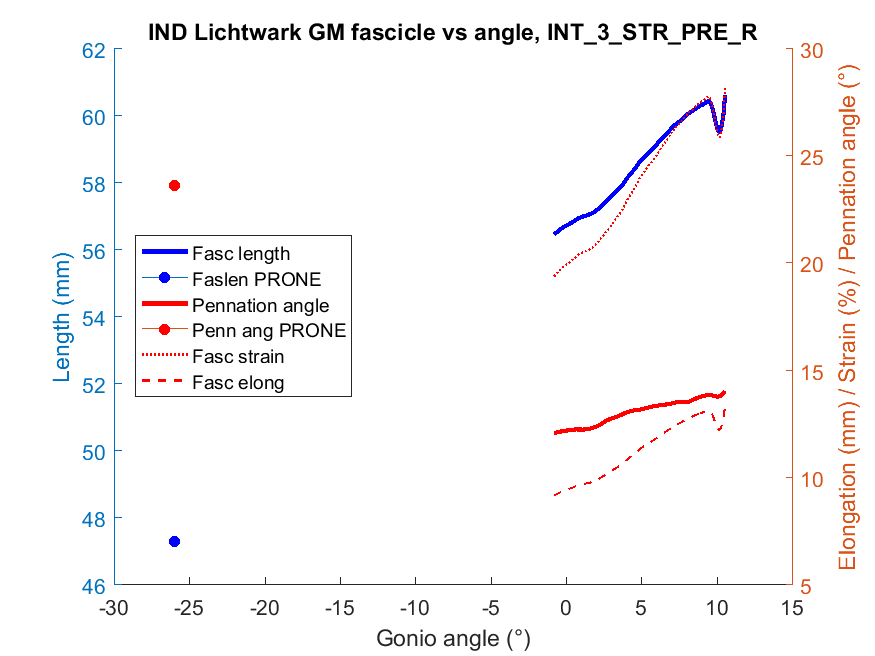 IND Lichtwark GM fascicle vs angle, INT_3_STR_PRE_R
62
60
58
56
54
52
50
48
46
Length (mm)
Fasc length
Faslen PRONE
Pennation angle
Penn ang PRONE
Fasc strain
Fasc elong
30
25
20
15
10
5
Elongation (mm) / Strain (%) / Pennation angle (°)
-30 -25 -20 -15 -10 -5 0 5 10 15
Gonio angle (°)